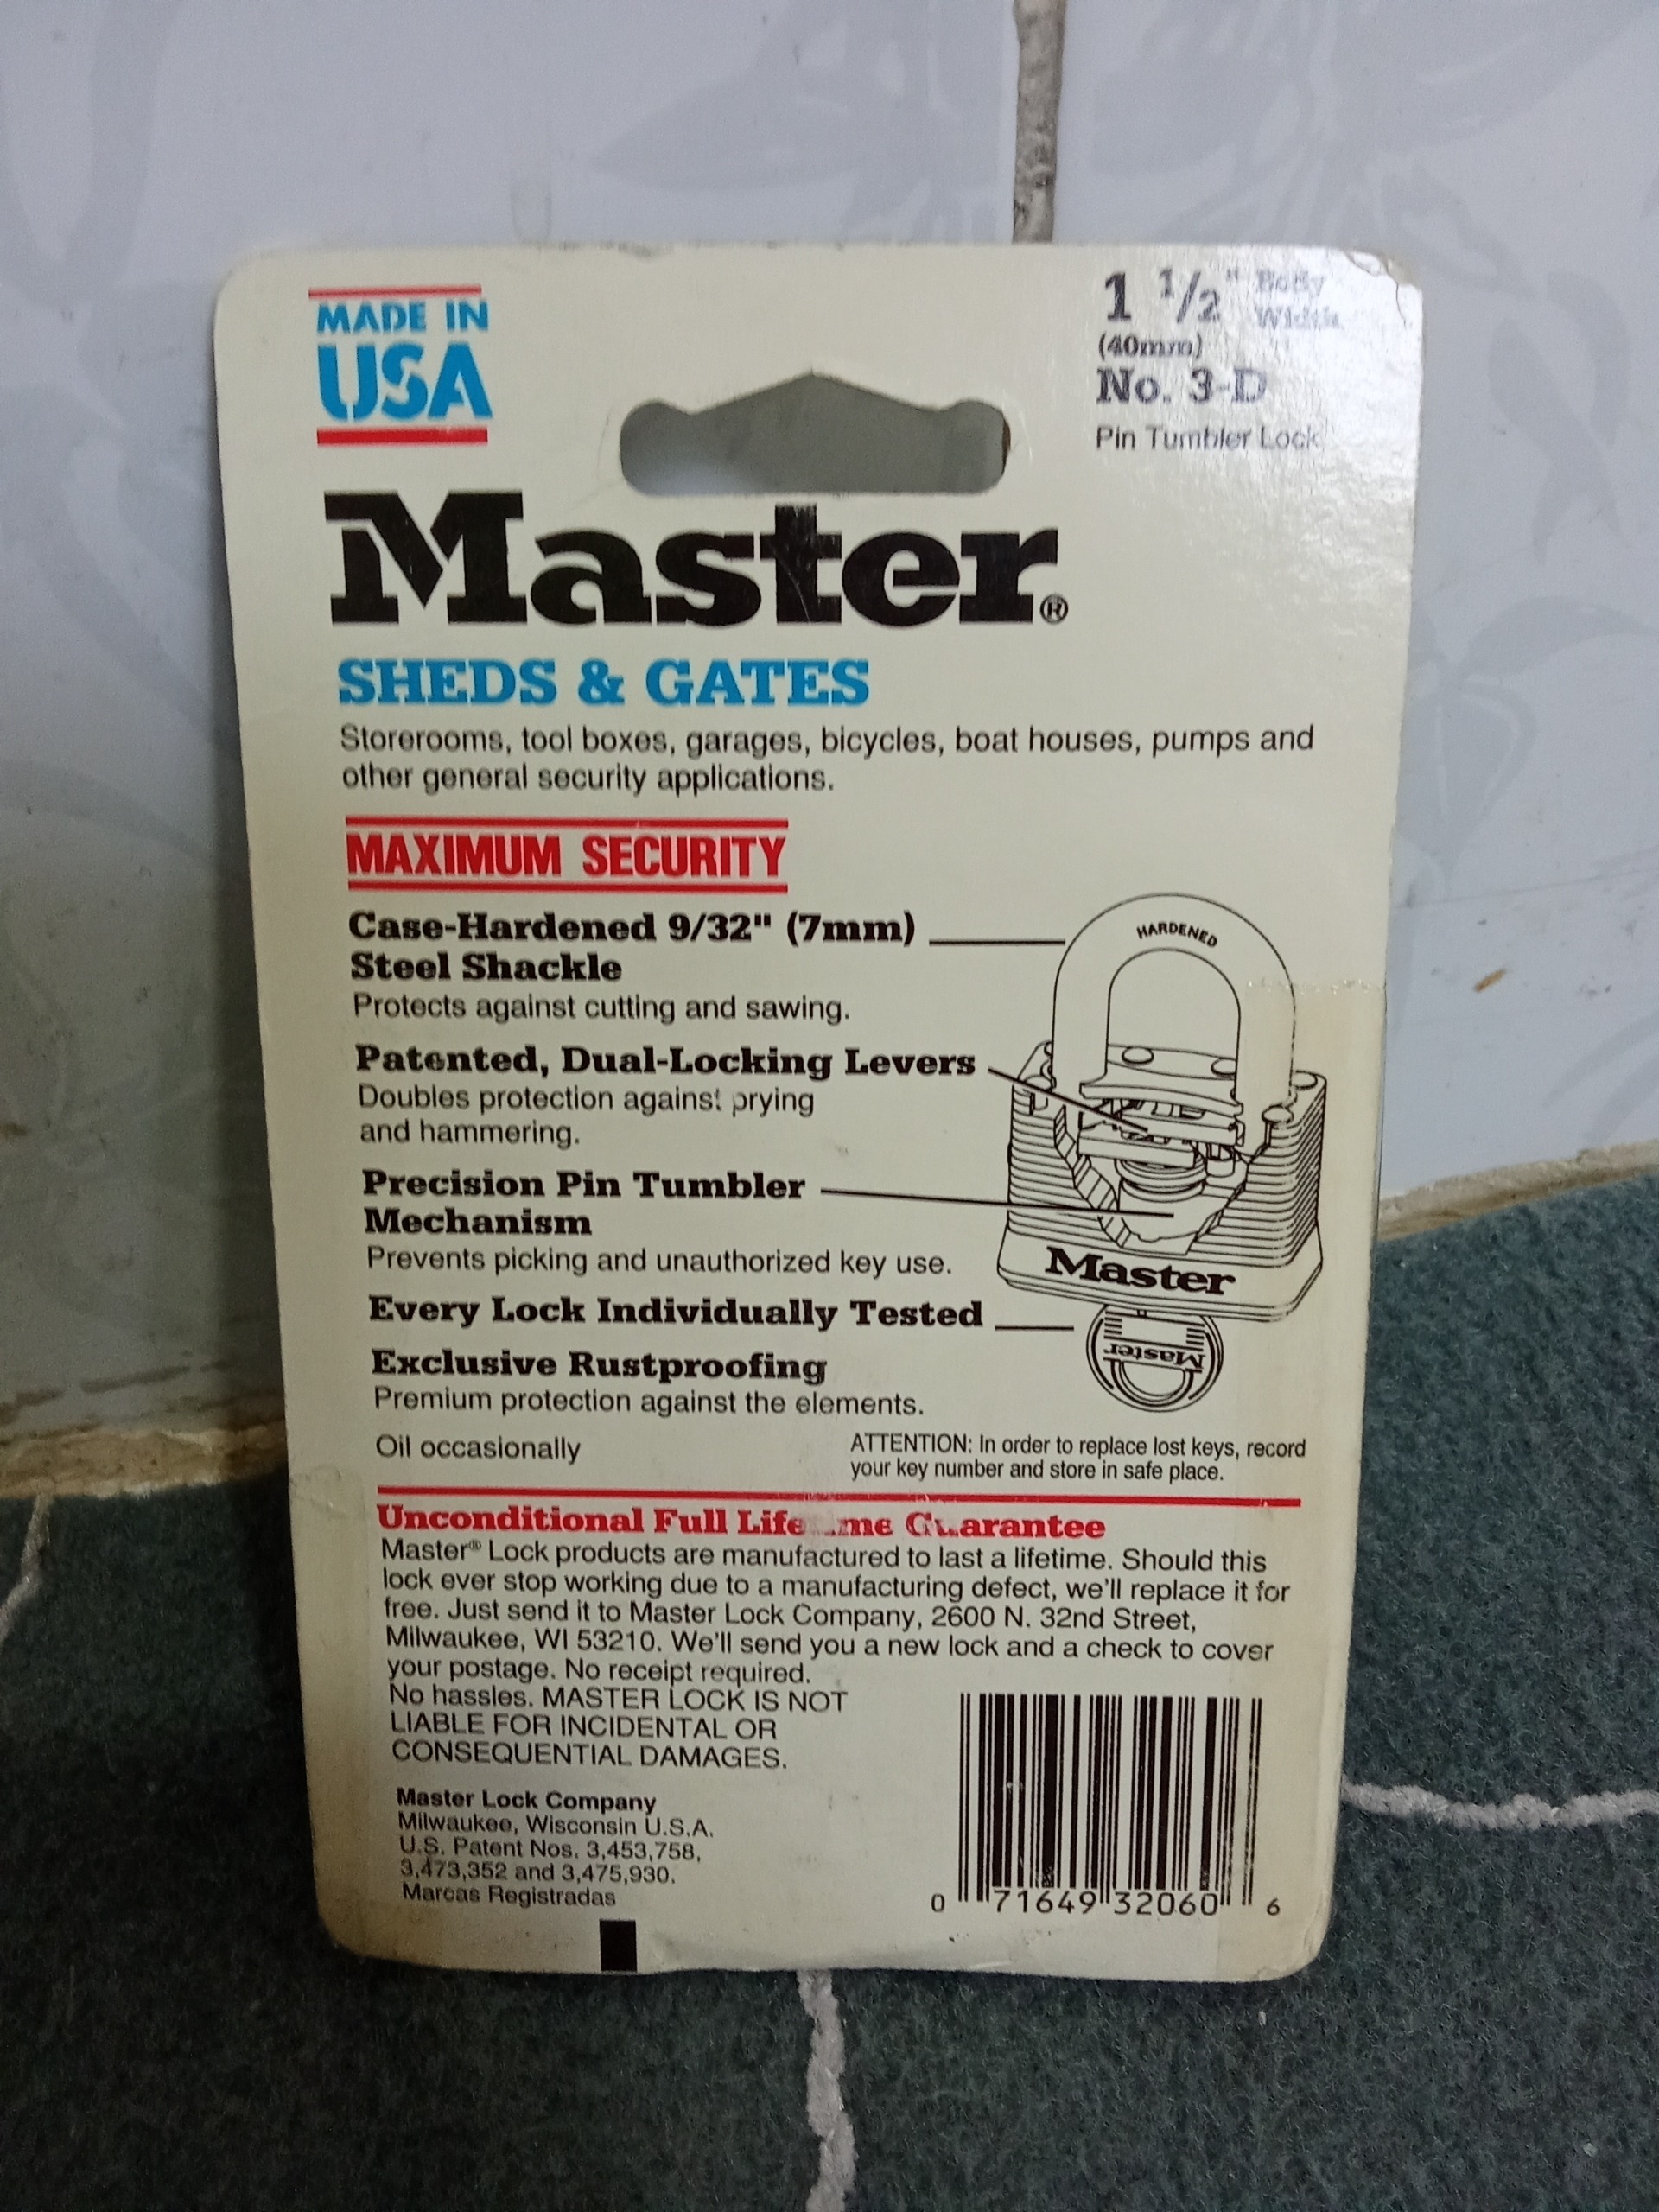 MADE IN
USA
1 1/2" Body
Width
(40mm)
No. 3-D
Pin Tumbler Lock
Master®
SHEDS & GATES
Storerooms, tool boxes, garages, bicycles, boat houses, pumps and
other general security applications.
MAXIMUM SECURITY
Case-Hardened 9/32" (7mm)
Steel Shackle
Protects against cutting and sawing.
HARDENED
Patented, Dual-Locking Levers
Doubles protection against prying
and hammering.
Precision Pin Tumbler
Mechanism
Prevents picking and unauthorized key use.
Master
Every Lock Individually Tested
Master
Exclusive Rustproofing
Premium protection against the elements.
Oil occasionally
ATTENTION: In order to replace lost keys, record
your key number and store in safe place.
Unconditional Full Lifetime Guarantee
Master® Lock products are manufactured to last a lifetime. Should this
lock ever stop working due to a manufacturing defect, we'll replace it for
free. Just send it to Master Lock Company, 2600 N. 32nd Street,
Milwaukee, WI 53210. We'll send you a new lock and a check to cover
your postage. No receipt required.
No hassles. MASTER LOCK IS NOT
LIABLE FOR INCIDENTAL OR
CONSEQUENTIAL DAMAGES.
Master Lock Company
Milwaukee, Wisconsin U.S.A.
U.S. Patent Nos. 3,453,758,
3,473,352 and 3,475,930.
Marcas Registradas
0 71649 32060 6